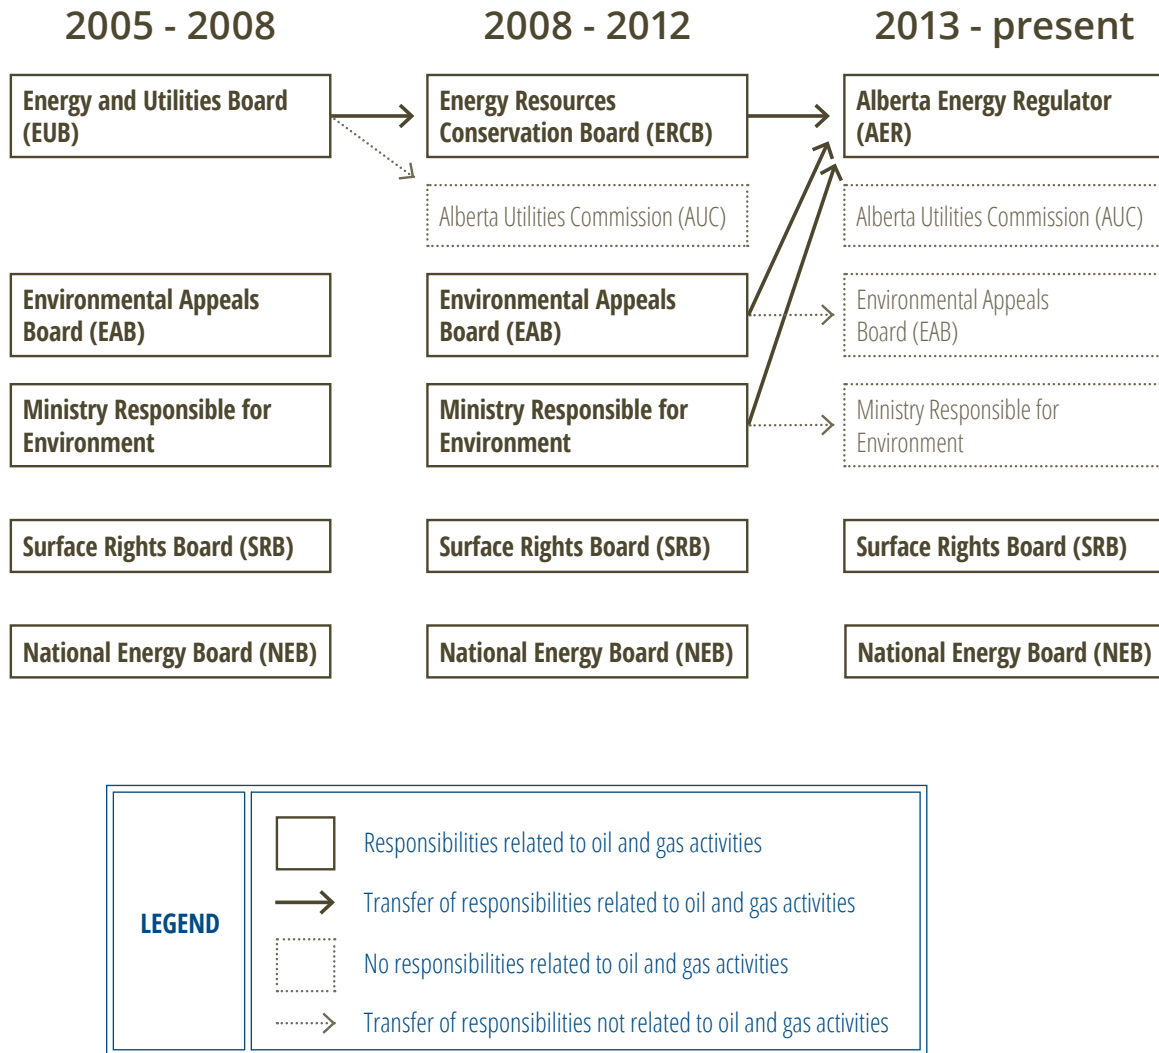 2005 - 2008
2008 - 2012
2013 - present
Energy and Utilities Board
(EUB)
Energy Resources
Conservation Board (ERCB)
Alberta Energy Regulator
(AER)
Alberta Utilities Commission (AUC)
Alberta Utilities Commission (AUC)
Environmental Appeals
Board (EAB)
Environmental Appeals
Board (EAB)
Environmental Appeals
Board (EAB)
Ministry Responsible for
Environment
Ministry Responsible for
Environment
Ministry Responsible for
Environment
Surface Rights Board (SRB)
Surface Rights Board (SRB)
Surface Rights Board (SRB)
National Energy Board (NEB)
National Energy Board (NEB)
National Energy Board (NEB)
LEGEND
Responsibilities related to oil and gas activities
Transfer of responsibilities related to oil and gas activities
No responsibilities related to oil and gas activities
Transfer of responsibilities not related to oil and gas activities